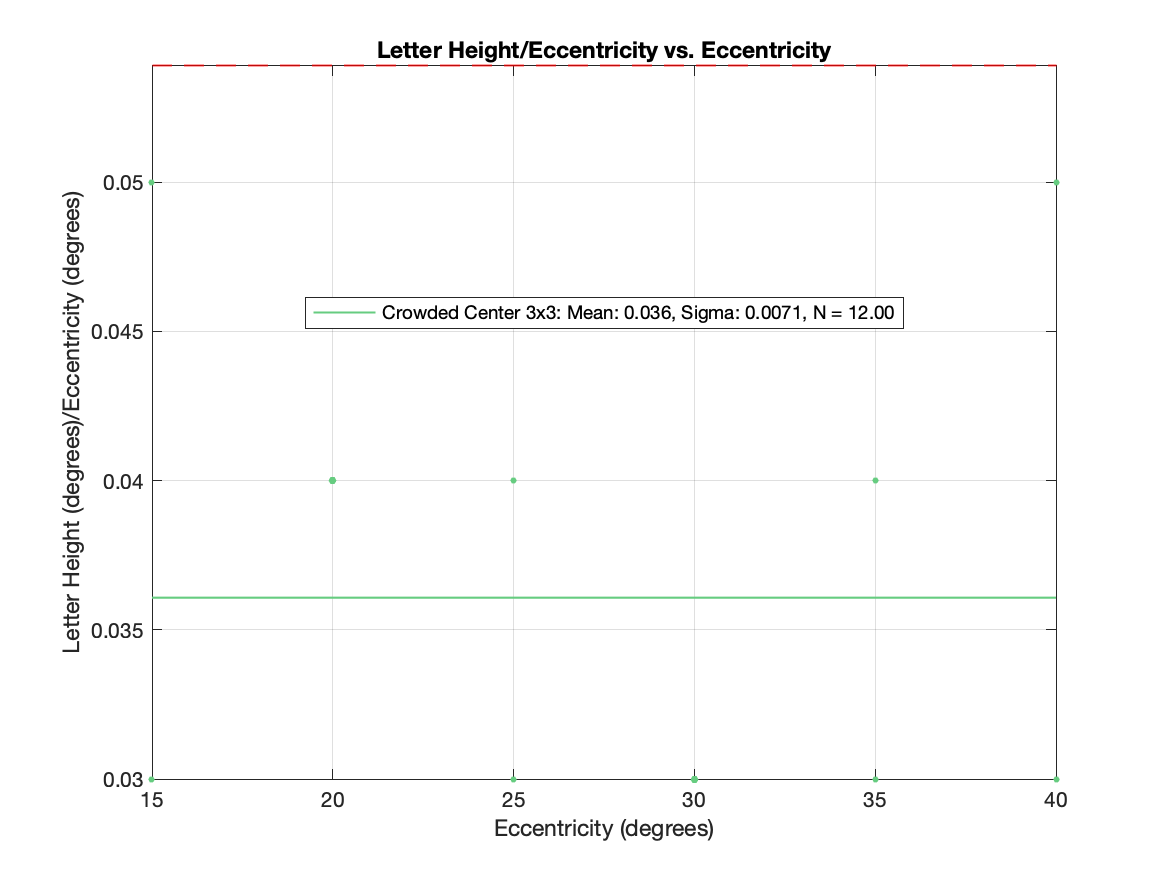 Letter Height/Eccentricity vs. Eccentricity
Letter Height (degrees)/Eccentricity (degrees)
0.05
0.045
0.04
0.035
0.03
Crowded Center 3x3: Mean: 0.036, Sigma: 0.0071, N = 12.00
15 20 25 30 35 40
Eccentricity (degrees)